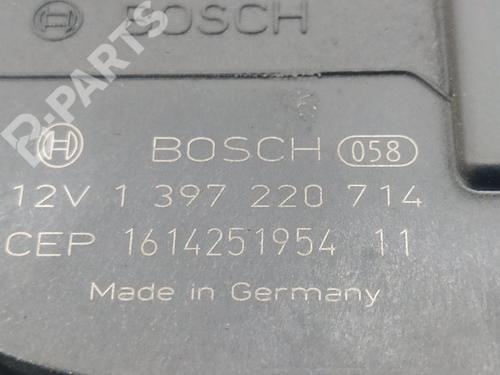 BOSCH
B-PARTS
BOSCH 058
12V 1 397 220 714
CEP 1614251954 11
Made in Germany